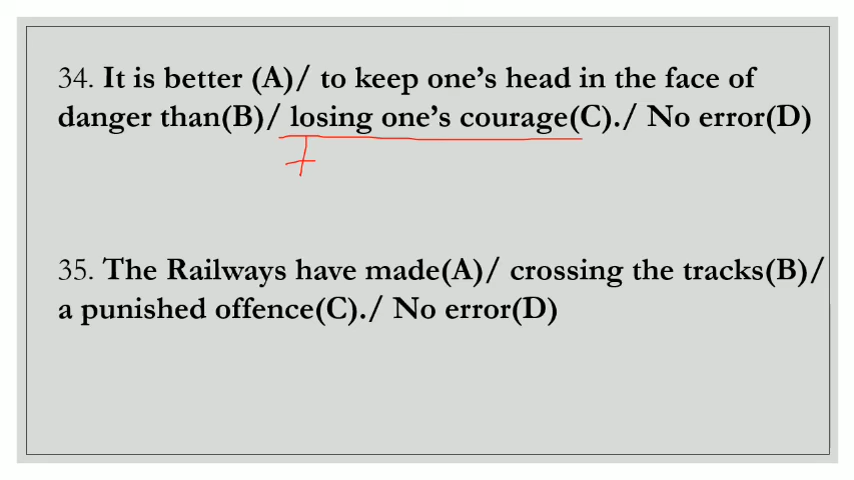 34. It is better (A)/ to keep one's head in the face of
danger than(B)/ losing one's courage(C)./ No error(D)
35. The Railways have made(A)/ crossing the tracks(B)/
a punished offence(C)./ No error(D)